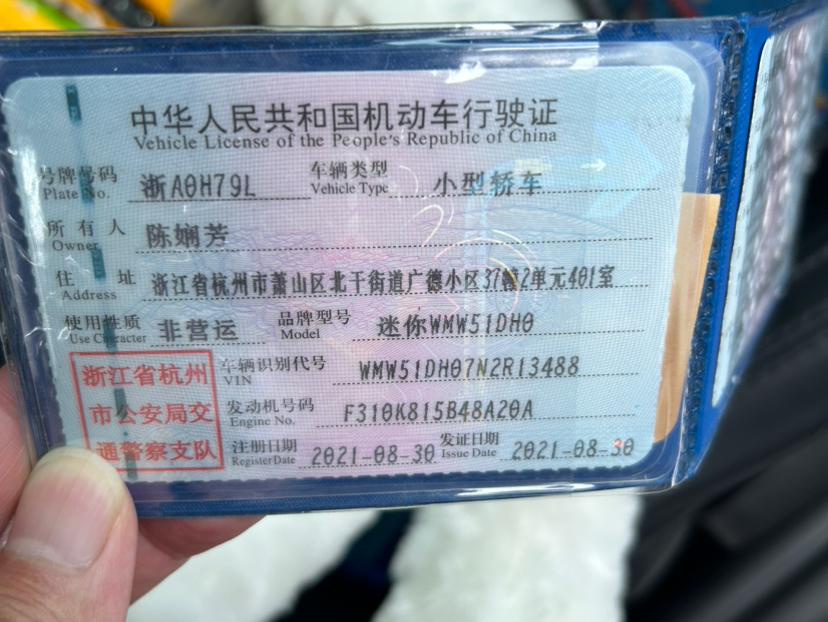 中华人民共和国机动车行驶证
Vehicle License of the People's Republic of China
号牌号码 浙A0H79L 车辆类型 小型轿车
Plate No. Vehicle Type
所有人 陈娴芳
Owner
住址 浙江省杭州市萧山区北干街道广德小区37幢2单元401室
Address
使用性质 非营运 品牌型号 迷你WMW51DH0
Use Character Model
车辆识别代号 WMW51DH07N2R13488
VIN
发动机号码 F310K815B48A20A
Engine No.
注册日期 2021-08-30 发证日期 2021-08-30
Register Date Issue Date
浙江省杭州
市公安局交
通警察支队